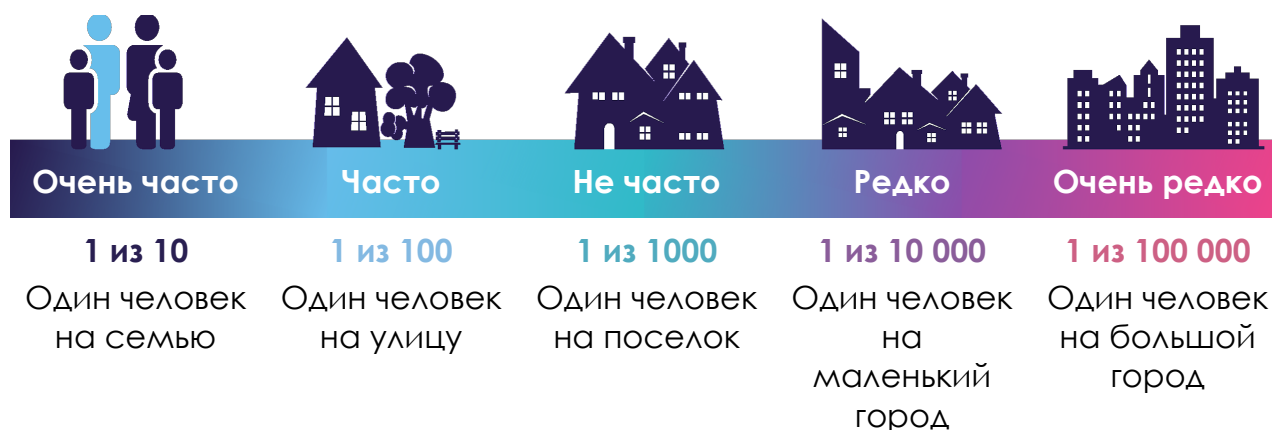 Очень часто
Часто
Не часто
Редко
Очень редко
1 из 10
1 из 100
1 из 1000
1 из 10 000
1 из 100 000
Один человек
на семью
Один человек
на улицу
Один человек
на поселок
Один человек
на
маленький
город
Один человек
на большой
город